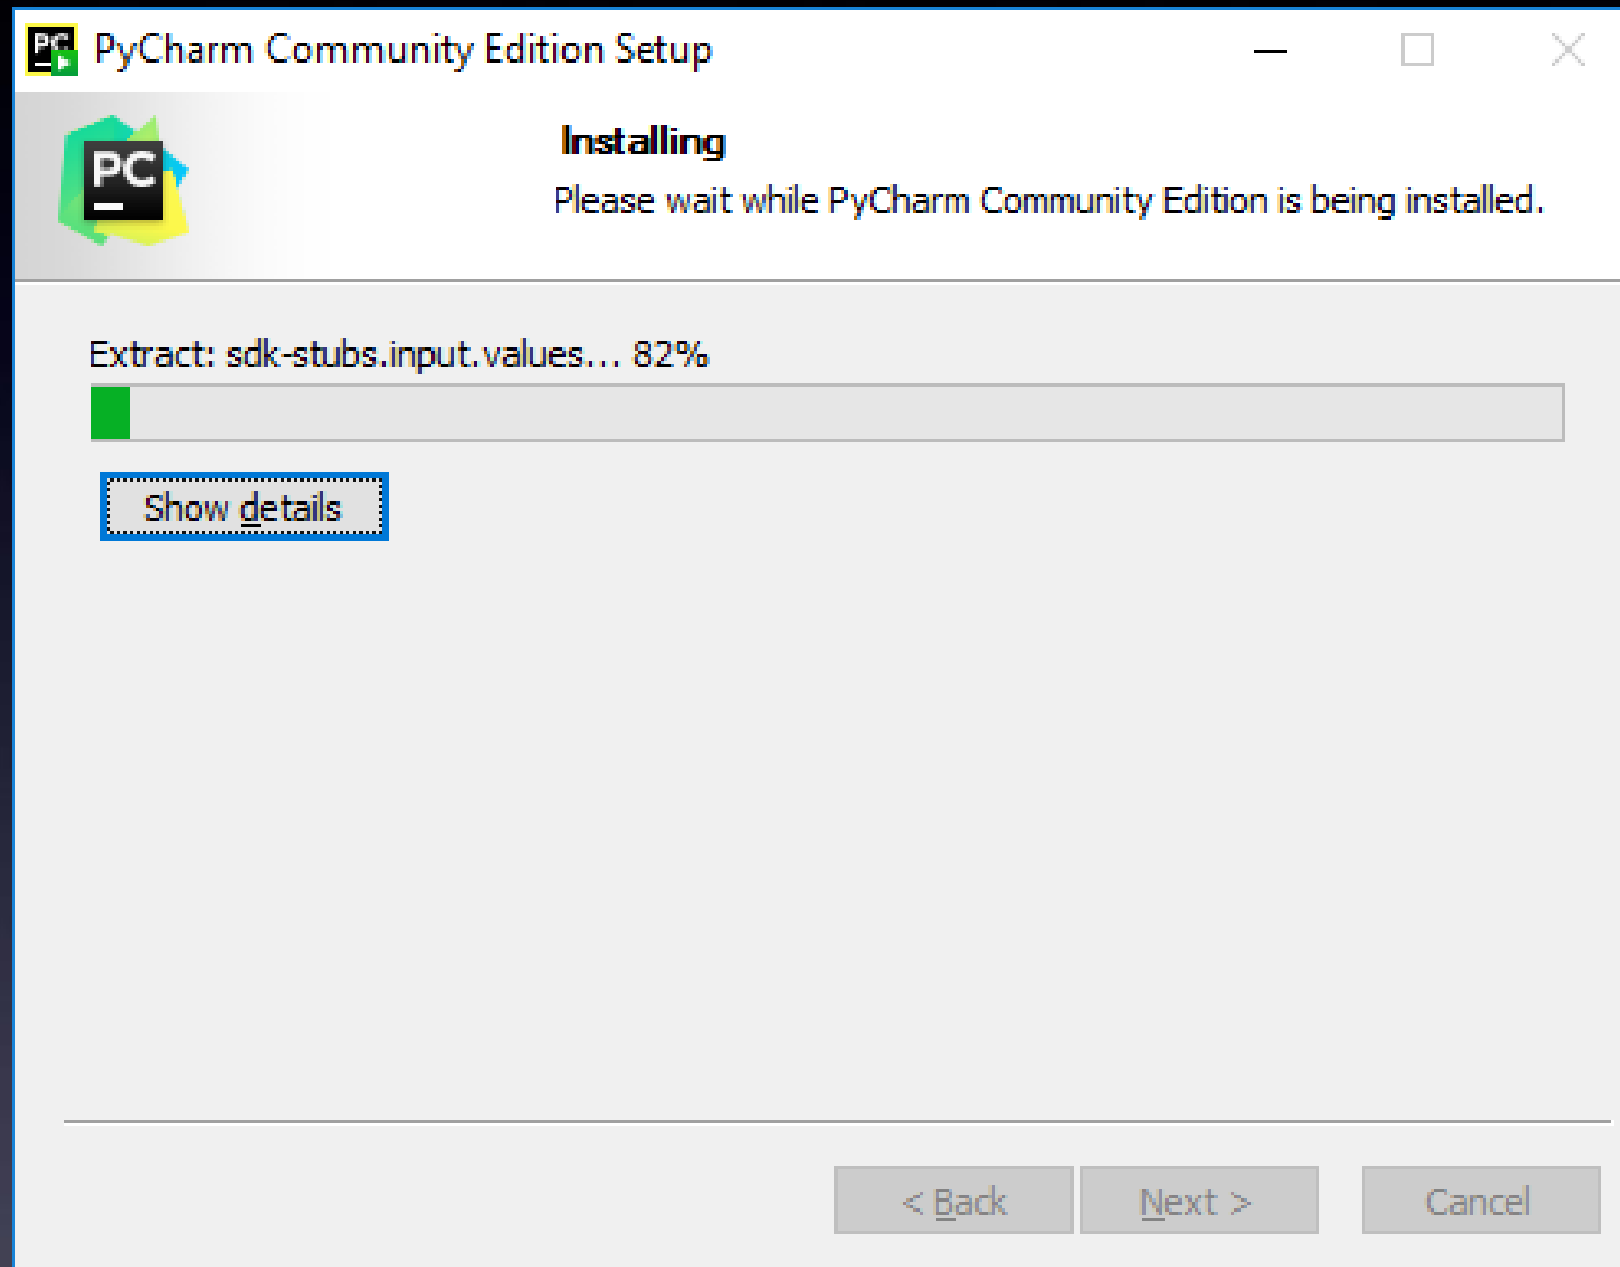 PC PyCharm Community Edition Setup
PC
Installing
Please wait while PyCharm Community Edition is being installed.
Extract: sdk-stubs.input.values... 82%
Show details
< Back
Next >
Cancel